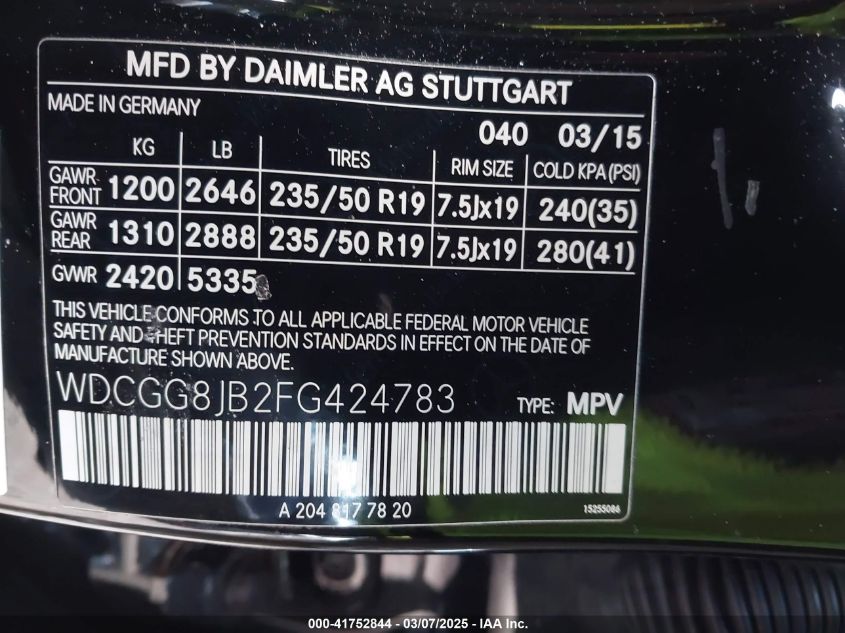 MFD BY DAIMLER AG STUTTGART
MADE IN GERMANY
040 03/15
KG LB TIRES RIM SIZE COLD KPA (PSI)
GAWR FRONT 1200 2646 235/50 R19 7.5Jx19 240(35)
GAWR REAR 1310 2888 235/50 R19 7.5Jx19 280(41)
GVWR 2420 5335
THIS VEHICLE CONFORMS TO ALL APPLICABLE FEDERAL MOTOR VEHICLE
SAFETY AND THEFT PREVENTION STANDARDS IN EFFECT ON THE DATE OF
MANUFACTURE SHOWN ABOVE.
WDCGG8JB2FG424783 TYPE: MPV
A 204 817 78 20
15255086
000-41752844 - 03/07/2025 - IAA Inc.